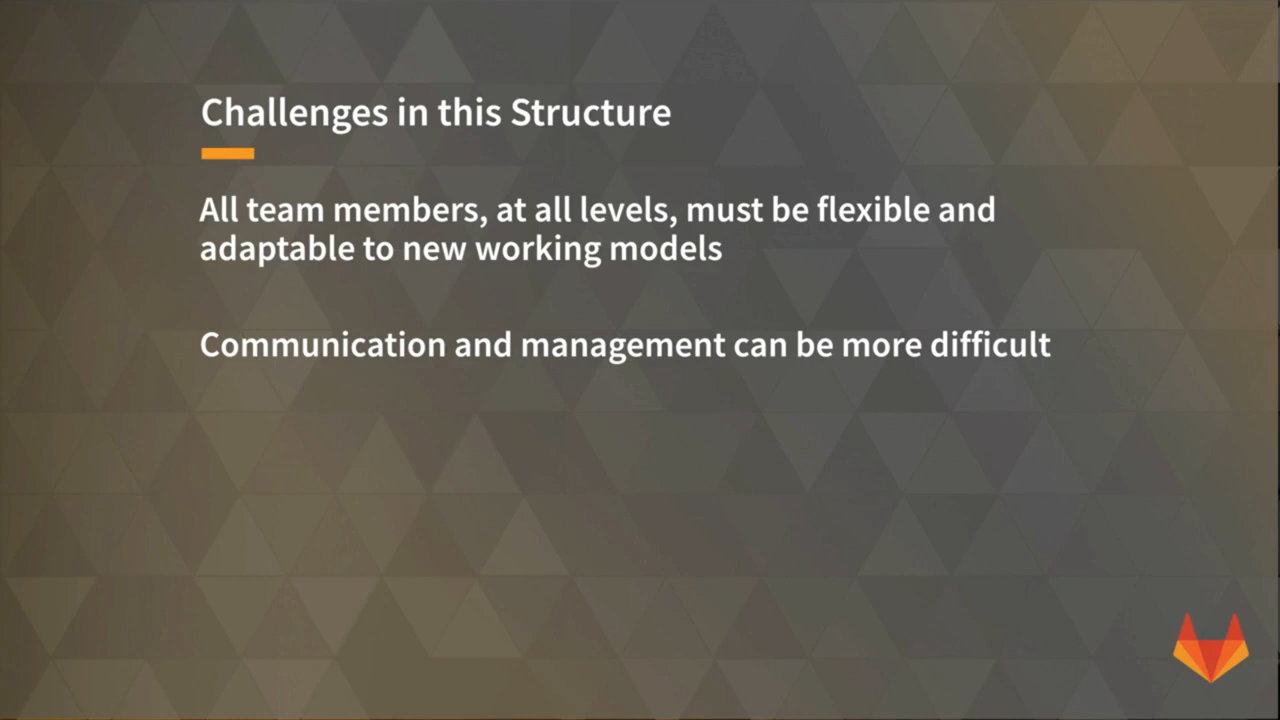 Challenges in this Structure
All team members, at all levels, must be flexible and
adaptable to new working models
Communication and management can be more difficult